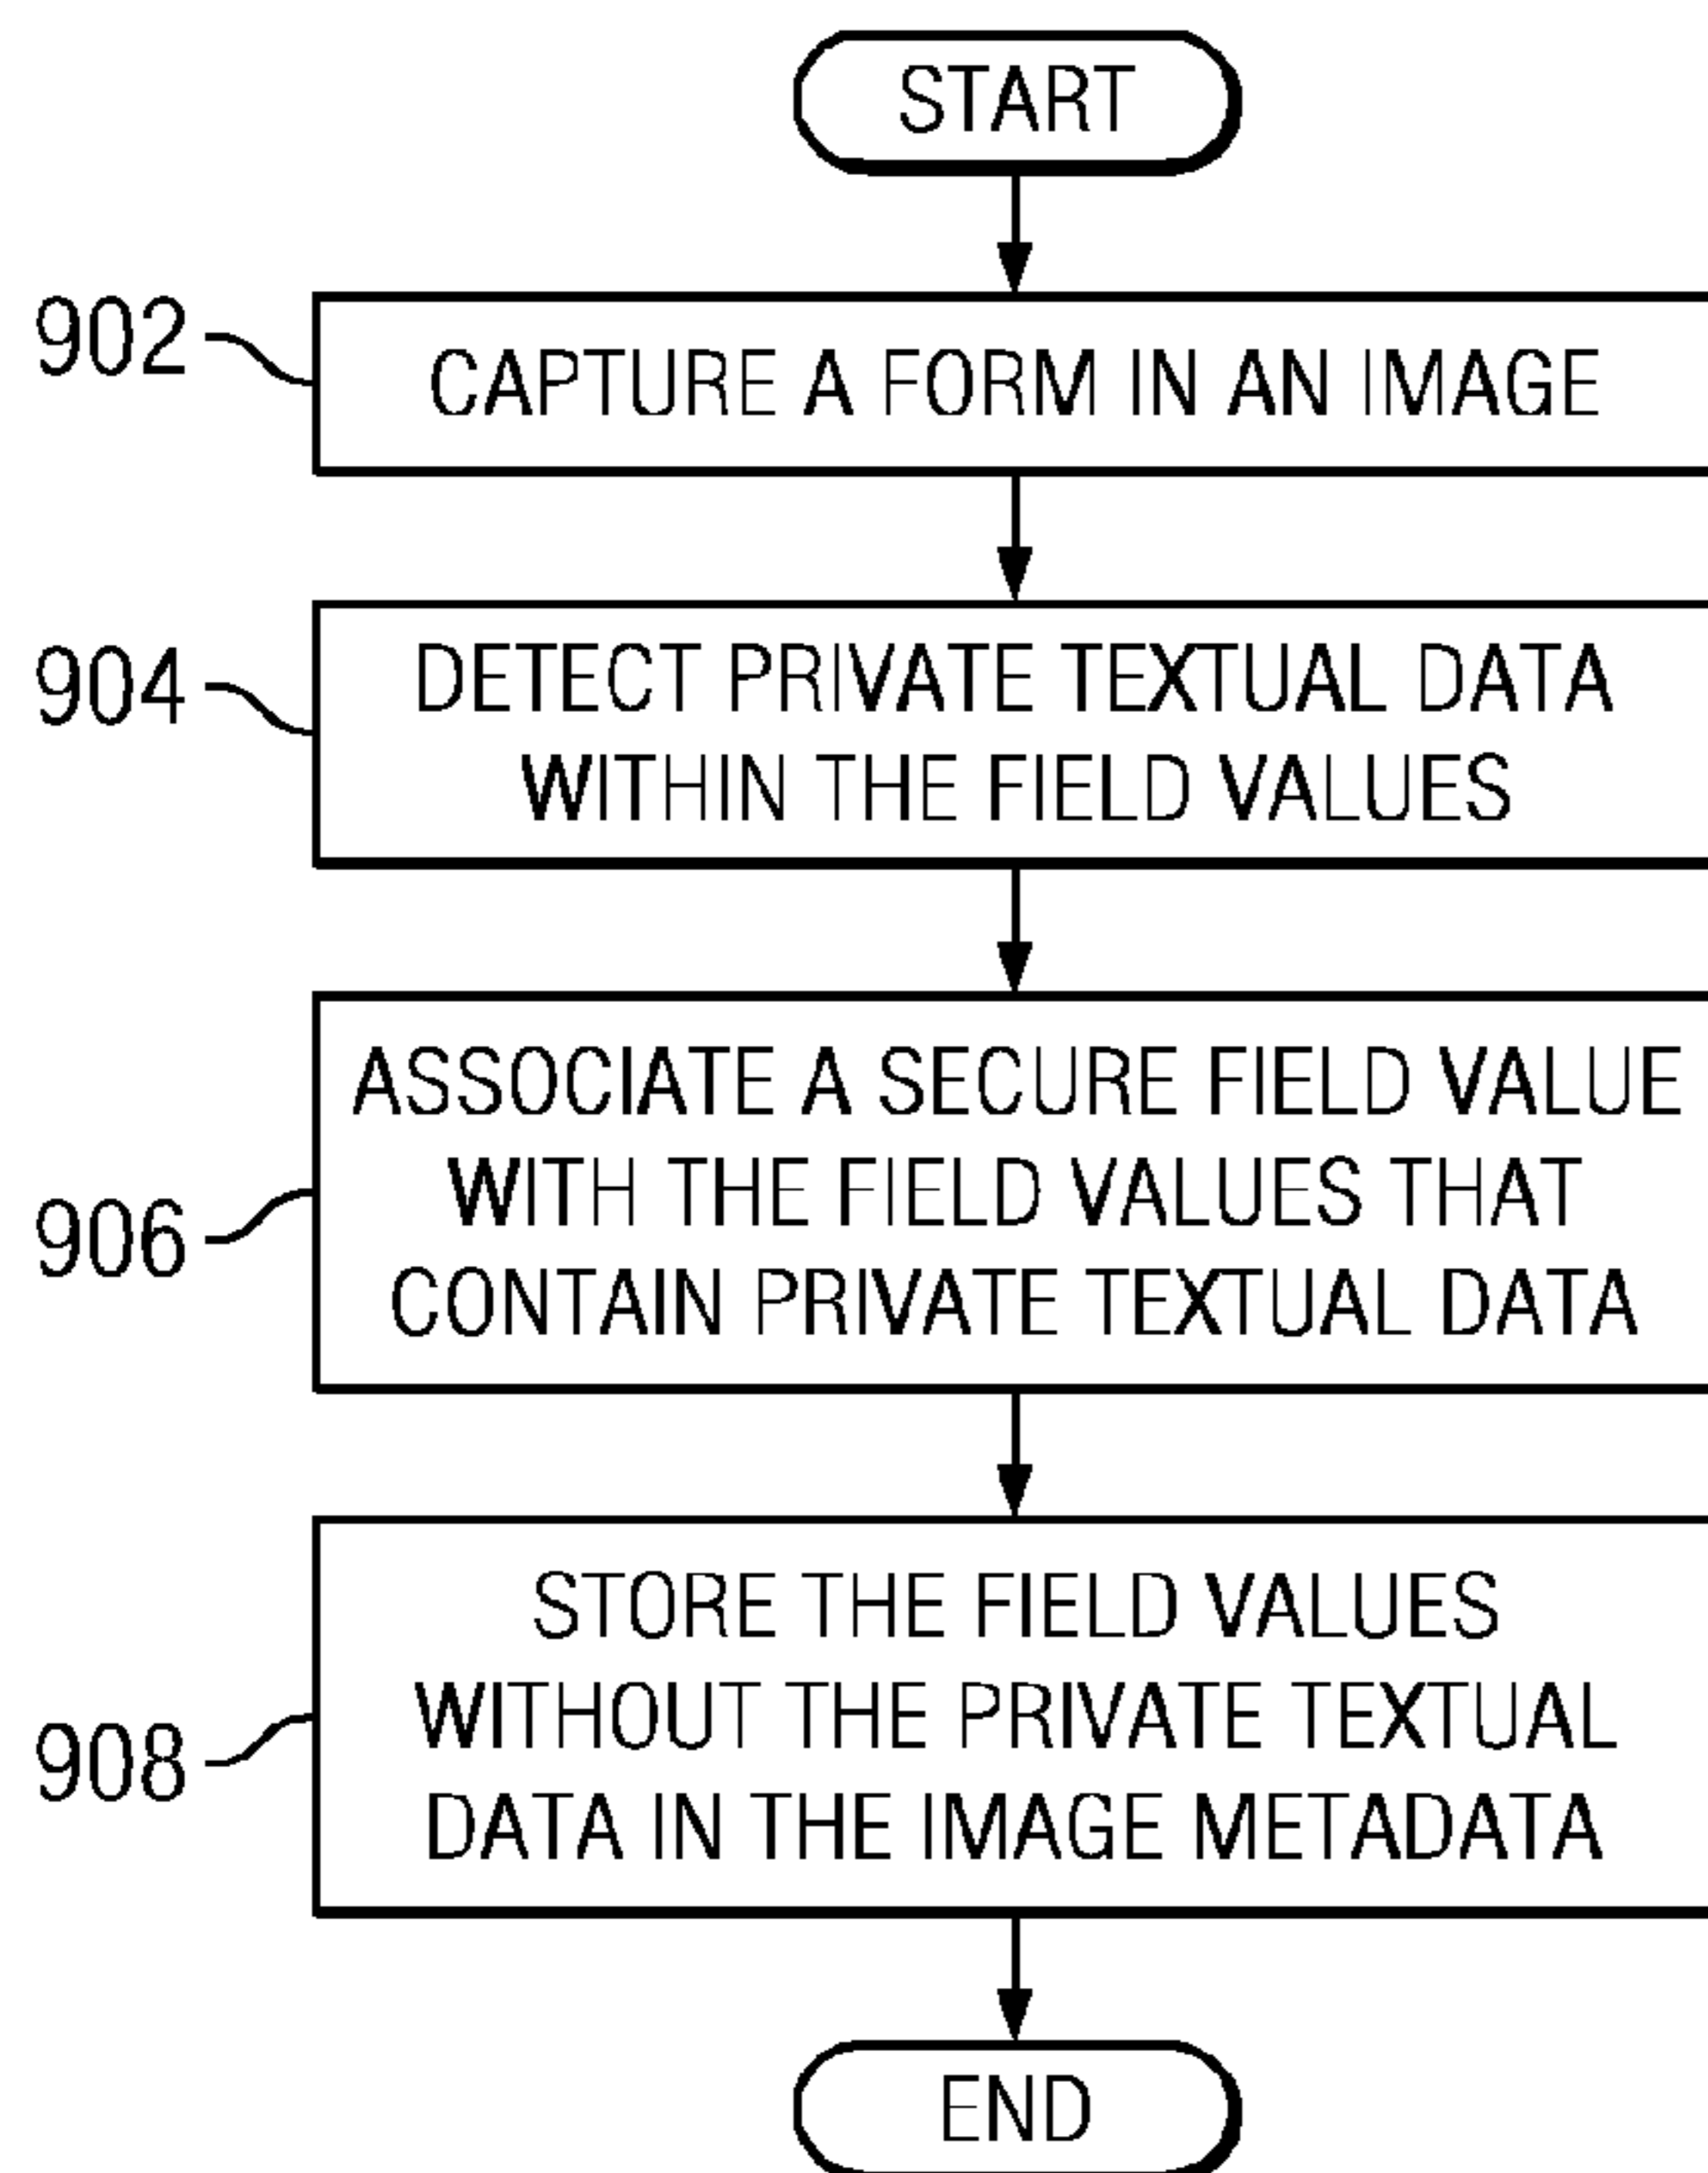 START
902
CAPTURE A FORM IN AN IMAGE
904
DETECT PRIVATE TEXTUAL DATA
WITHIN THE FIELD VALUES
906
ASSOCIATE A SECURE FIELD VALUE
WITH THE FIELD VALUES THAT
CONTAIN PRIVATE TEXTUAL DATA
908
STORE THE FIELD VALUES
WITHOUT THE PRIVATE TEXTUAL
DATA IN THE IMAGE METADATA
END